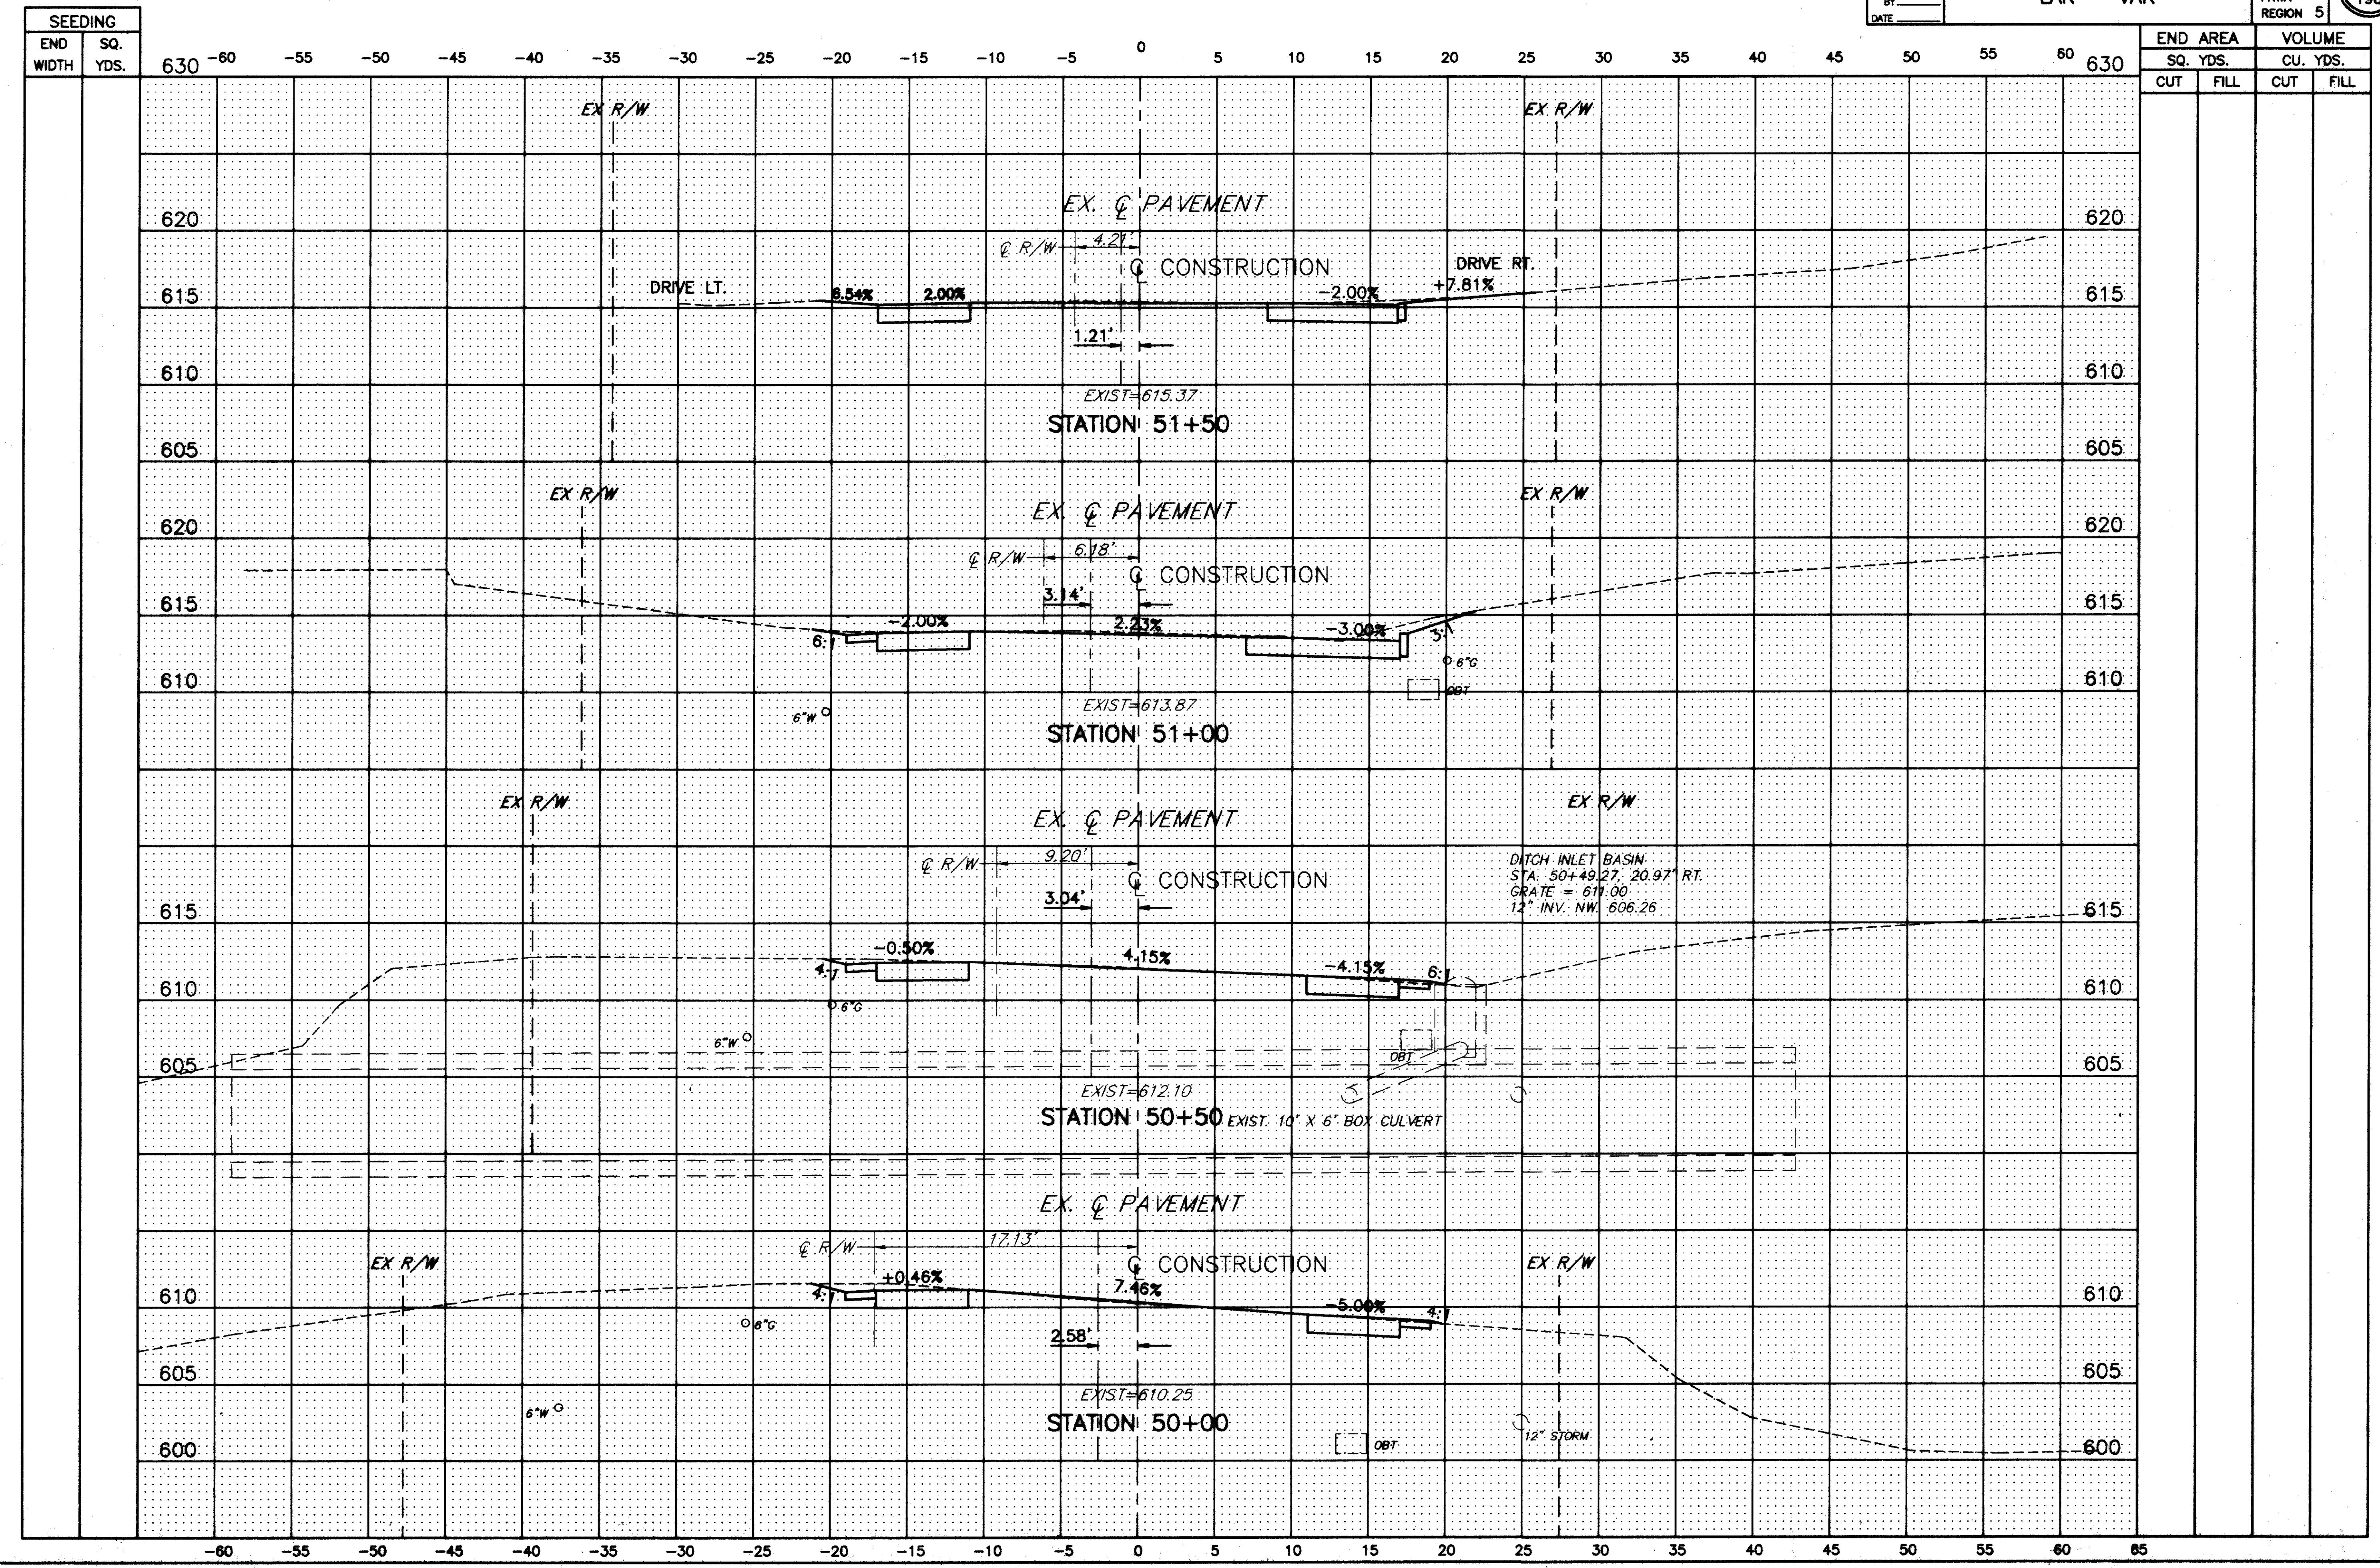 BY
DATE
LAK VAR
REGION 5
SEEDING
END WIDTH SQ. YDS.
END AREA VOLUME
SQ. YDS. CU. YDS.
CUT FILL CUT FILL
-60 -55 -50 -45 -40 -35 -30 -25 -20 -15 -10 -5 0 5 10 15 20 25 30 35 40 45 50 55 60
630 630
EX R/W EX R/W
EX. ℄ PAVEMENT
620 620
℄ R/W 4.21'
℄ CONSTRUCTION
DRIVE LT. DRIVE RT.
8.54% 2.00% -2.00% +7.81%
615 615
1.21'
610 610
EXIST=615.37
STATION 51+50
605 605
EX R/W EX R/W
EX. ℄ PAVEMENT
620 620
℄ R/W 6.18'
℄ CONSTRUCTION
3.14'
615 615
6:1 -2.00% 2.23% -3.00% 3:1
6"G
610 OBT 610
6"W
EXIST=613.87
STATION 51+00
EX R/W EX R/W
EX. ℄ PAVEMENT
℄ R/W 9.20'
℄ CONSTRUCTION
3.04'
DITCH INLET BASIN
STA. 50+49.27, 20.97' RT.
GRATE = 611.00
12" INV. NW. 606.26
615 615
4:1 -0.50% 4.15% -4.15% 6:1
610 6"G 610
6"W
OBT
605 605
EXIST=612.10
STATION 50+50 EXIST. 10' X 6' BOX CULVERT
EX. ℄ PAVEMENT
℄ R/W 17.13'
℄ CONSTRUCTION
EX R/W EX R/W
4:1 +0.46% 7.46% -5.00% 4:1
610 610
6"G
2.58'
605 605
EXIST=610.25
6"W
STATION 50+00
12" STORM
OBT
600 600
-60 -55 -50 -45 -40 -35 -30 -25 -20 -15 -10 -5 0 5 10 15 20 25 30 35 40 45 50 55 60 65